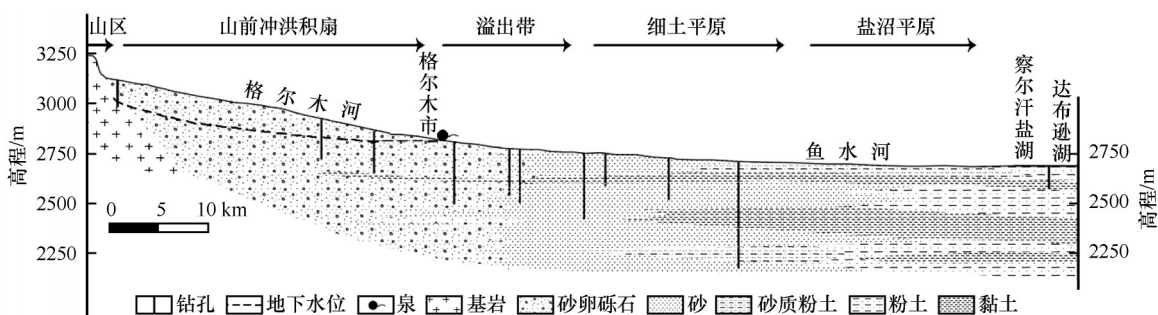 山区 山前冲洪积扇 溢出带 细土平原 盐沼平原
3250
3000
2750
2500
2250
高程/m
格尔木河
格尔木市
鱼水河
察尔汗盐湖
达布逊湖
2750
2500
2250
高程/m
0 5 10 km
钻孔 地下水位 泉 基岩 砂卵砾石 砂 砂质粉土 粉土 黏土